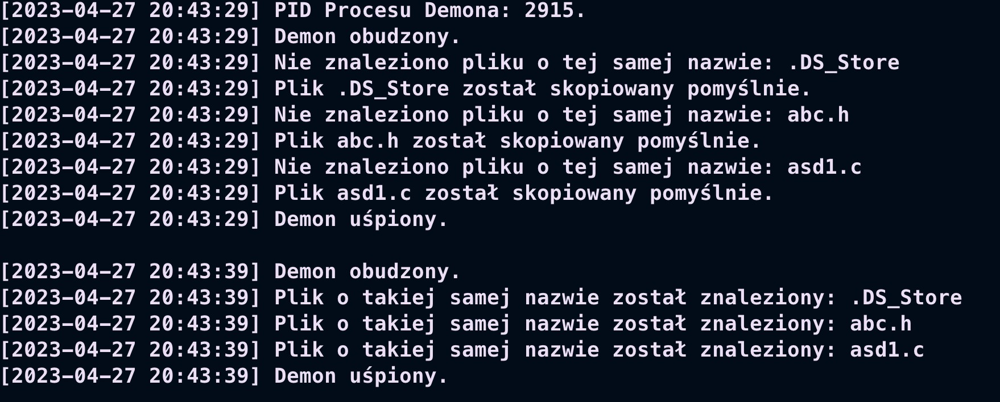 [2023-04-27 20:43:29] PID Procesu Demona: 2915.
[2023-04-27 20:43:29] Demon obudzony.
[2023-04-27 20:43:29] Nie znaleziono pliku o tej samej nazwie: .DS_Store
[2023-04-27 20:43:29] Plik .DS_Store został skopiowany pomyślnie.
[2023-04-27 20:43:29] Nie znaleziono pliku o tej samej nazwie: abc.h
[2023-04-27 20:43:29] Plik abc.h został skopiowany pomyślnie.
[2023-04-27 20:43:29] Nie znaleziono pliku o tej samej nazwie: asd1.c
[2023-04-27 20:43:29] Plik asd1.c został skopiowany pomyślnie.
[2023-04-27 20:43:29] Demon uśpiony.
[2023-04-27 20:43:39] Demon obudzony.
[2023-04-27 20:43:39] Plik o takiej samej nazwie został znaleziony: .DS_Store
[2023-04-27 20:43:39] Plik o takiej samej nazwie został znaleziony: abc.h
[2023-04-27 20:43:39] Plik o takiej samej nazwie został znaleziony: asd1.c
[2023-04-27 20:43:39] Demon uśpiony.